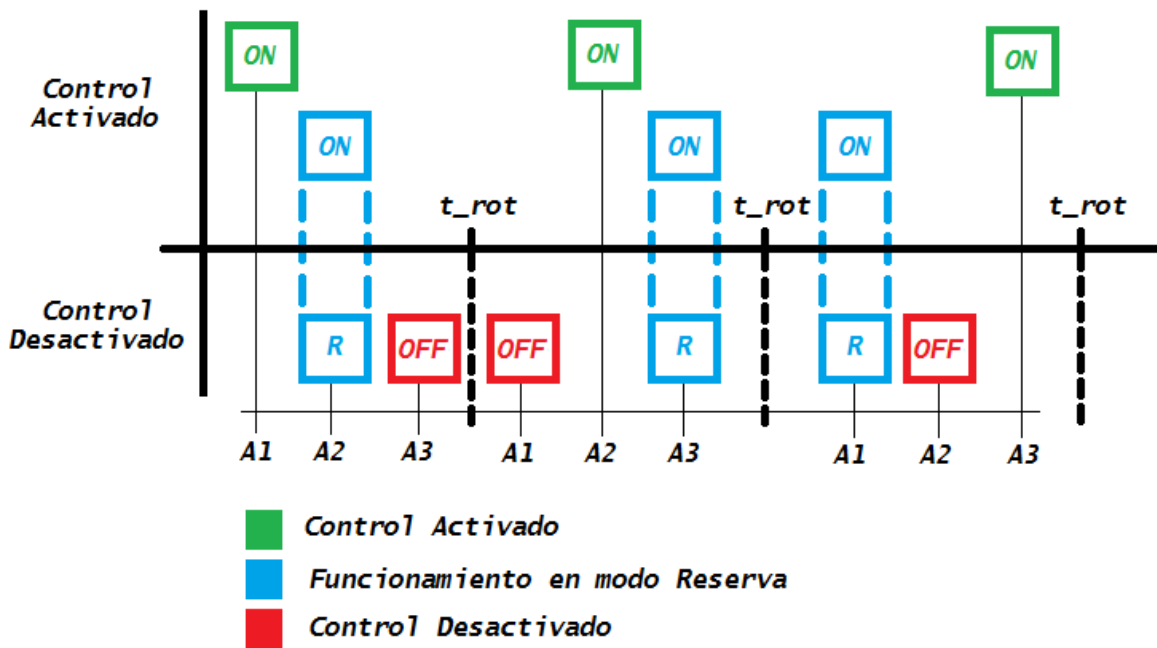 ON
ON
ON
Control
Activado
ON
ON
ON
t_rot
t_rot
t_rot
Control
Desactivado
R
OFF
OFF
R
R
OFF
A1
A2
A3
A1
A2
A3
A1
A2
A3
Control Activado
Funcionamiento en modo Reserva
Control Desactivado